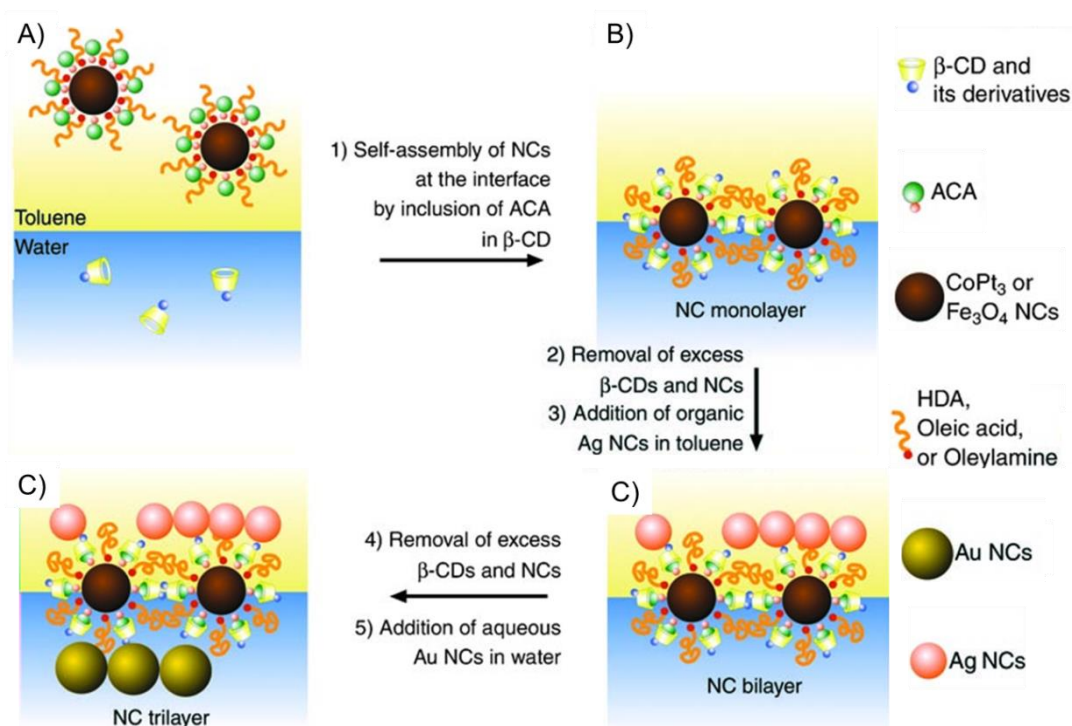 A)
Toluene
Water
1) Self-assembly of NCs
at the interface
by inclusion of ACA
in β-CD
B)
NC monolayer
2) Removal of excess
β-CDs and NCs
3) Addition of organic
Ag NCs in toluene
C)
NC bilayer
4) Removal of excess
β-CDs and NCs
5) Addition of aqueous
Au NCs in water
C)
NC trilayer
β-CD and
its derivatives
ACA
CoPt₃ or
Fe₃O₄ NCs
HDA,
Oleic acid,
or Oleylamine
Au NCs
Ag NCs